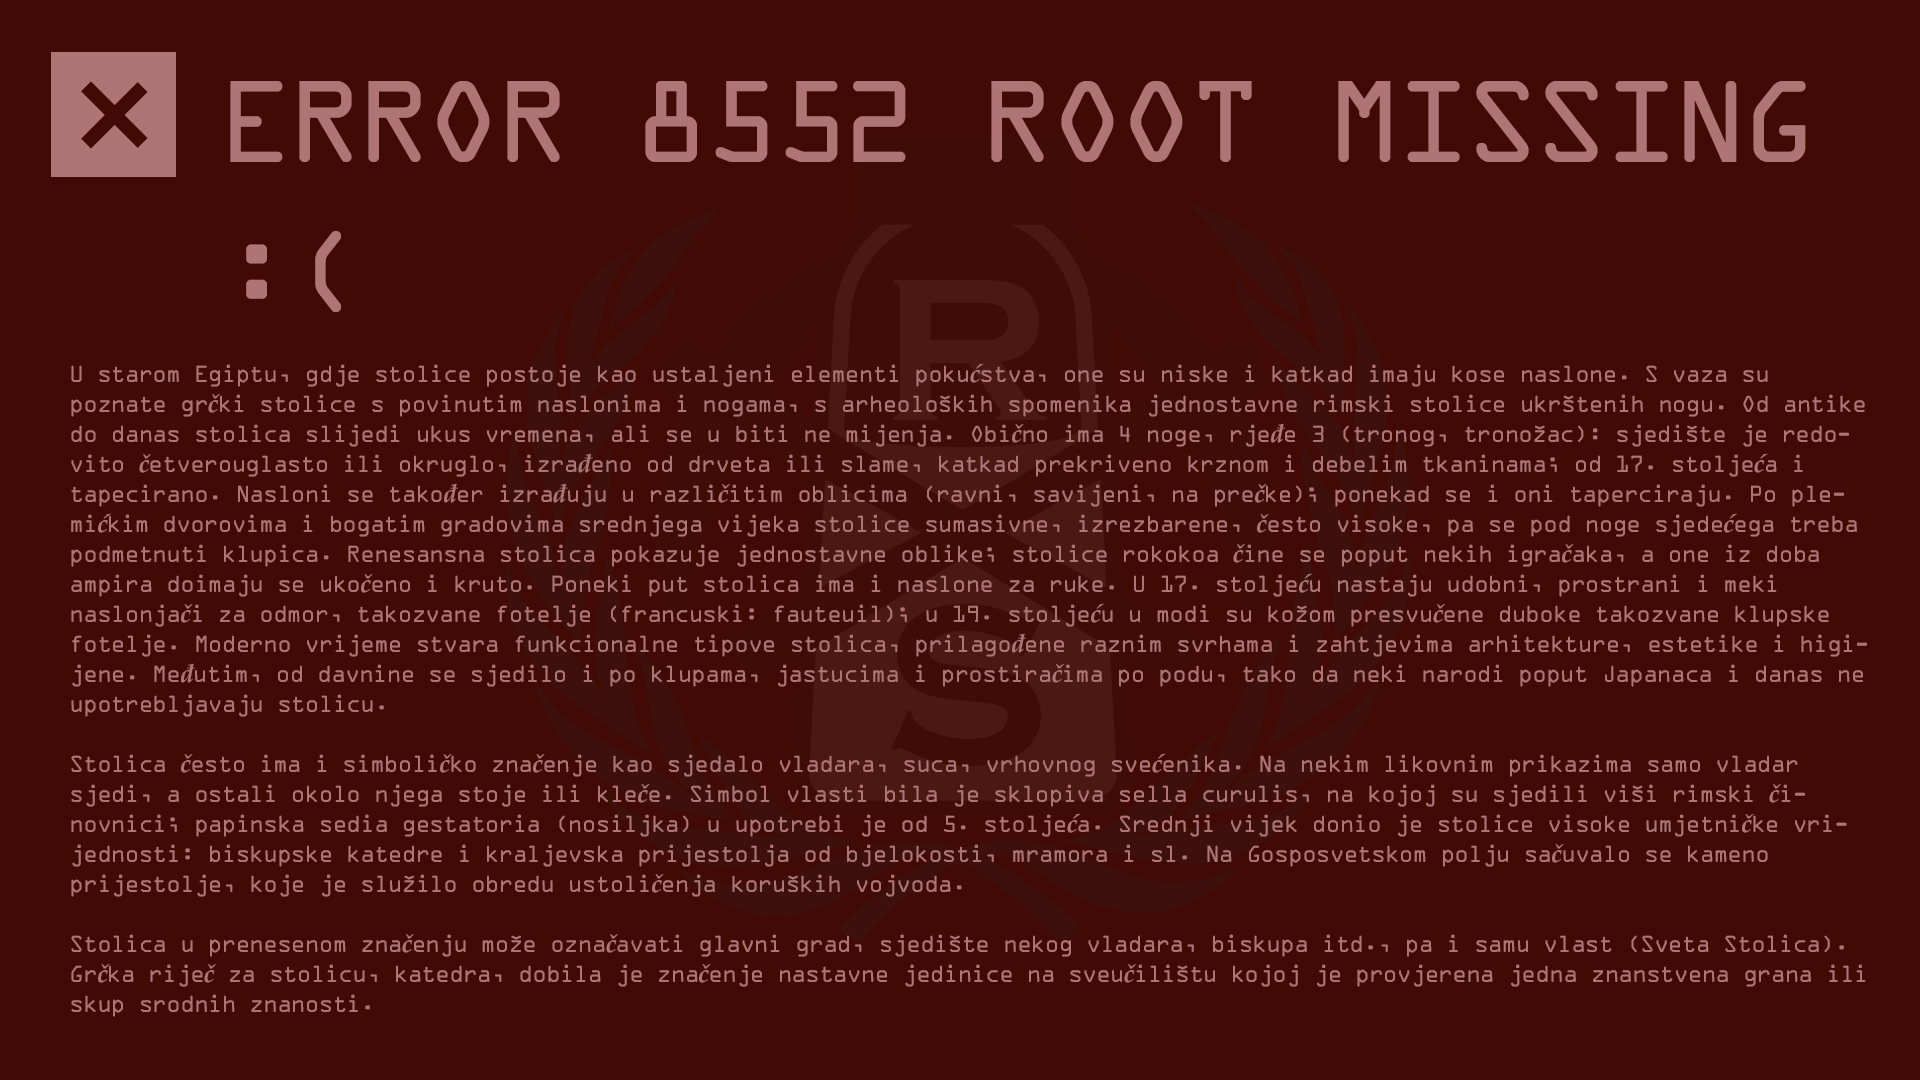 ERROR 8552 ROOT MISSING
:(
U starom Egiptu, gdje stolice postoje kao ustaljeni elementi pokućstva, one su niske i katkad imaju kose naslone. S vaza su
poznate grčki stolice s povinutim naslonima i nogama, s arheoloških spomenika jednostavne rimski stolice ukrštenih nogu. Od antike
do danas stolica slijedi ukus vremena, ali se u biti ne mijenja. Obično ima 4 noge, rjeđe 3 (tronog, tronožac): sjedište je redo-
vito četverouglasto ili okruglo, izrađeno od drveta ili slame, katkad prekriveno krznom i debelim tkaninama; od 17. stoljeća i
tapecirano. Nasloni se također izrađuju u različitim oblicima (ravni, savijeni, na prečke); ponekad se i oni taperciraju. Po ple-
mićkim dvorovima i bogatim gradovima srednjega vijeka stolice sumasivne, izrezbarene, često visoke, pa se pod noge sjedećega treba
podmetnuti klupica. Renesansna stolica pokazuje jednostavne oblike; stolice rokokoa čine se poput nekih igračaka, a one iz doba
ampira doimaju se ukočeno i kruto. Poneki put stolica ima i naslone za ruke. U 17. stoljeću nastaju udobni, prostrani i meki
naslonjači za odmor, takozvane fotelje (francuski: fauteuil); u 19. stoljeću u modi su kožom presvučene duboke takozvane klupske
fotelje. Moderno vrijeme stvara funkcionalne tipove stolica, prilagođene raznim svrhama i zahtjevima arhitekture, estetike i higi-
jene. Međutim, od davnine se sjedilo i po klupama, jastucima i prostiračima po podu, tako da neki narodi poput Japanaca i danas ne
upotrebljavaju stolicu.
Stolica često ima i simboličko značenje kao sjedalo vladara, suca, vrhovnog svećenika. Na nekim likovnim prikazima samo vladar
sjedi, a ostali okolo njega stoje ili kleče. Simbol vlasti bila je sklopiva sella curulis, na kojoj su sjedili viši rimski či-
novnici; papinska sedia gestatoria (nosiljka) u upotrebi je od 5. stoljeća. Srednji vijek donio je stolice visoke umjetničke vri-
jednosti: biskupske katedre i kraljevska prijestolja od bjelokosti, mramora i sl. Na Gosposvetskom polju sačuvalo se kameno
prijestolje, koje je služilo obredu ustoličenja koruških vojvoda.
Stolica u prenesenom značenju može označavati glavni grad, sjedište nekog vladara, biskupa itd., pa i samu vlast (Sveta Stolica).
Grčka riječ za stolicu, katedra, dobila je značenje nastavne jedinice na sveučilištu kojoj je provjerena jedna znanstvena grana ili
skup srodnih znanosti.
R
S